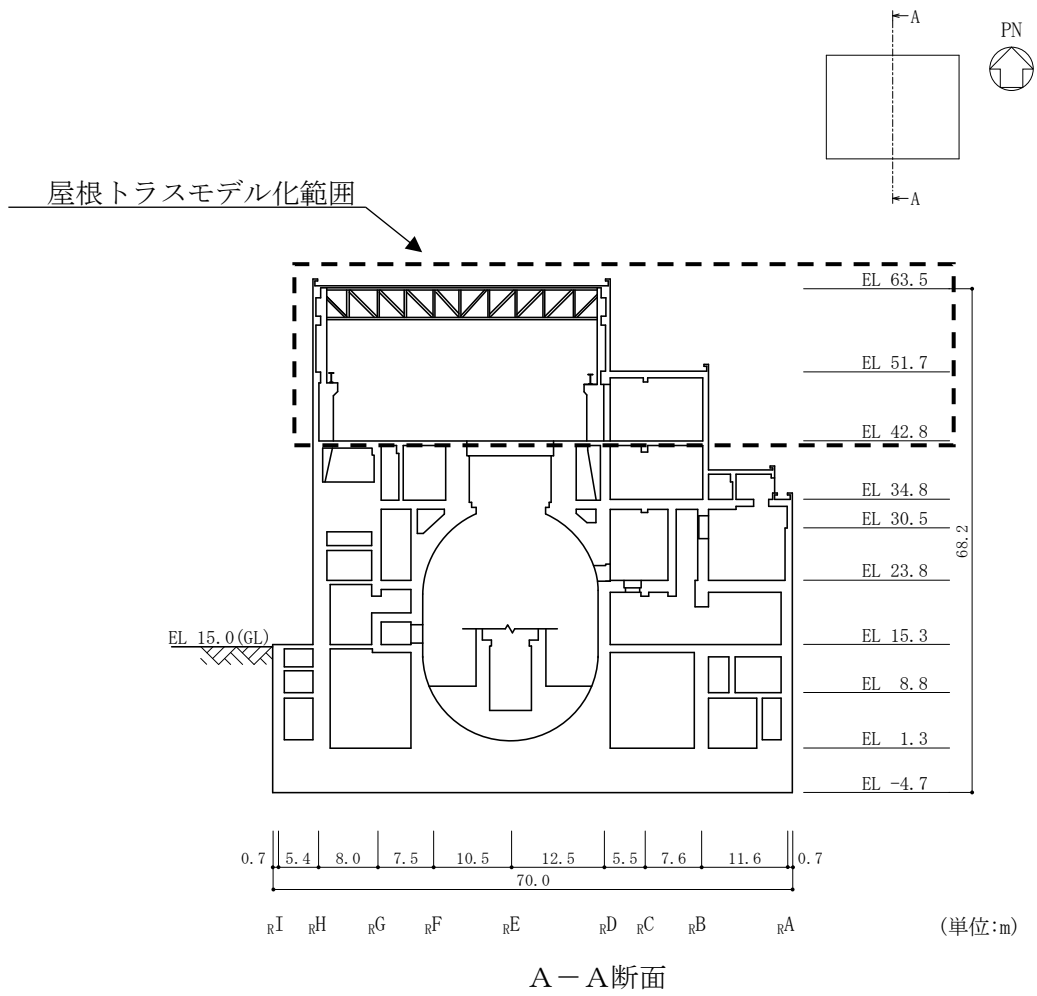 A
PN
A
屋根トラスモデル化範囲
EL 63.5
EL 51.7
EL 42.8
EL 34.8
EL 30.5
EL 23.8
EL 15.0(GL)
EL 15.3
EL 8.8
EL 1.3
EL -4.7
68.2
0.7 5.4 8.0 7.5 10.5 12.5 5.5 7.6 11.6 0.7
70.0
RI RH RG RF RE RD RC RB RA
(単位:m)
A－A断面